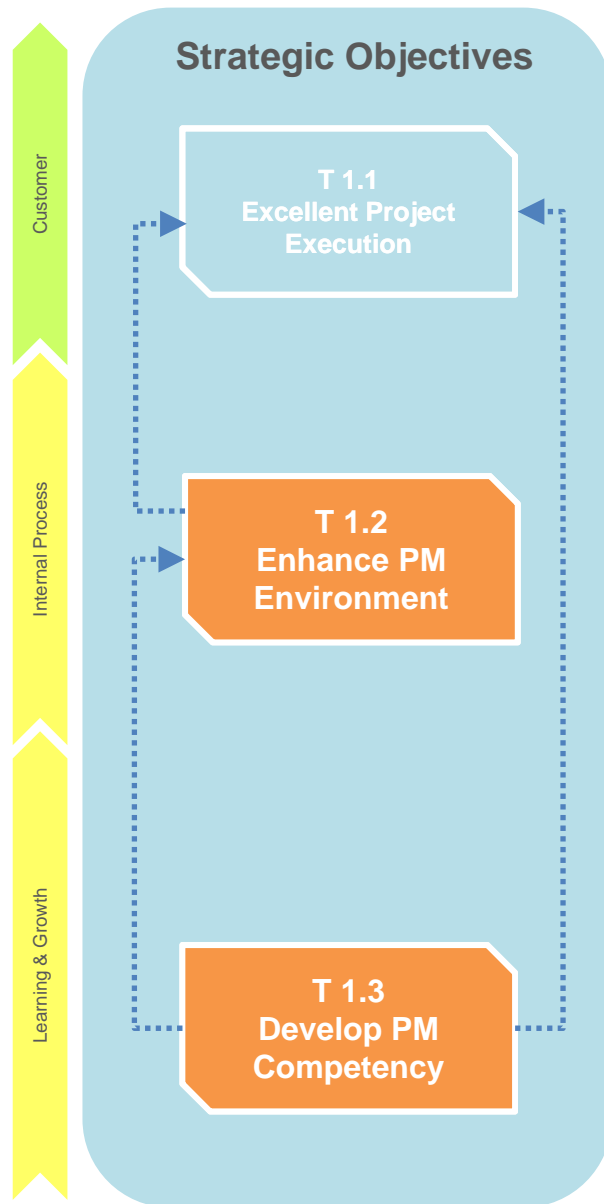 Strategic Objectives
Customer
T 1.1
Excellent Project
Execution
Internal Process
T 1.2
Enhance PM
Environment
Learning & Growth
T 1.3
Develop PM
Competency